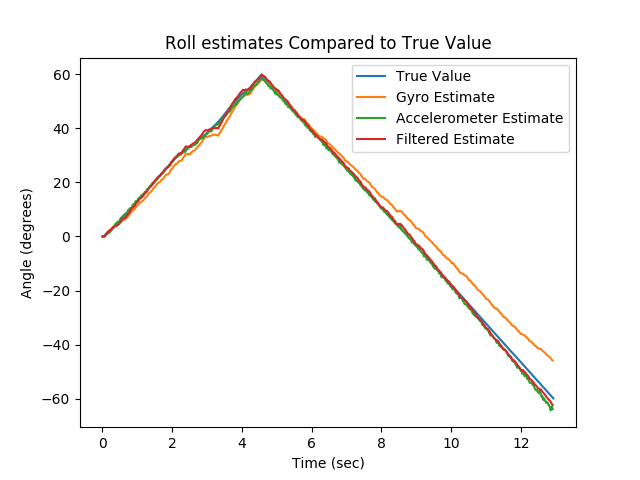 Roll estimates Compared to True Value
True Value
Gyro Estimate
Accelerometer Estimate
Filtered Estimate
Angle (degrees)
60
40
20
0
−20
−40
−60
0 2 4 6 8 10 12
Time (sec)